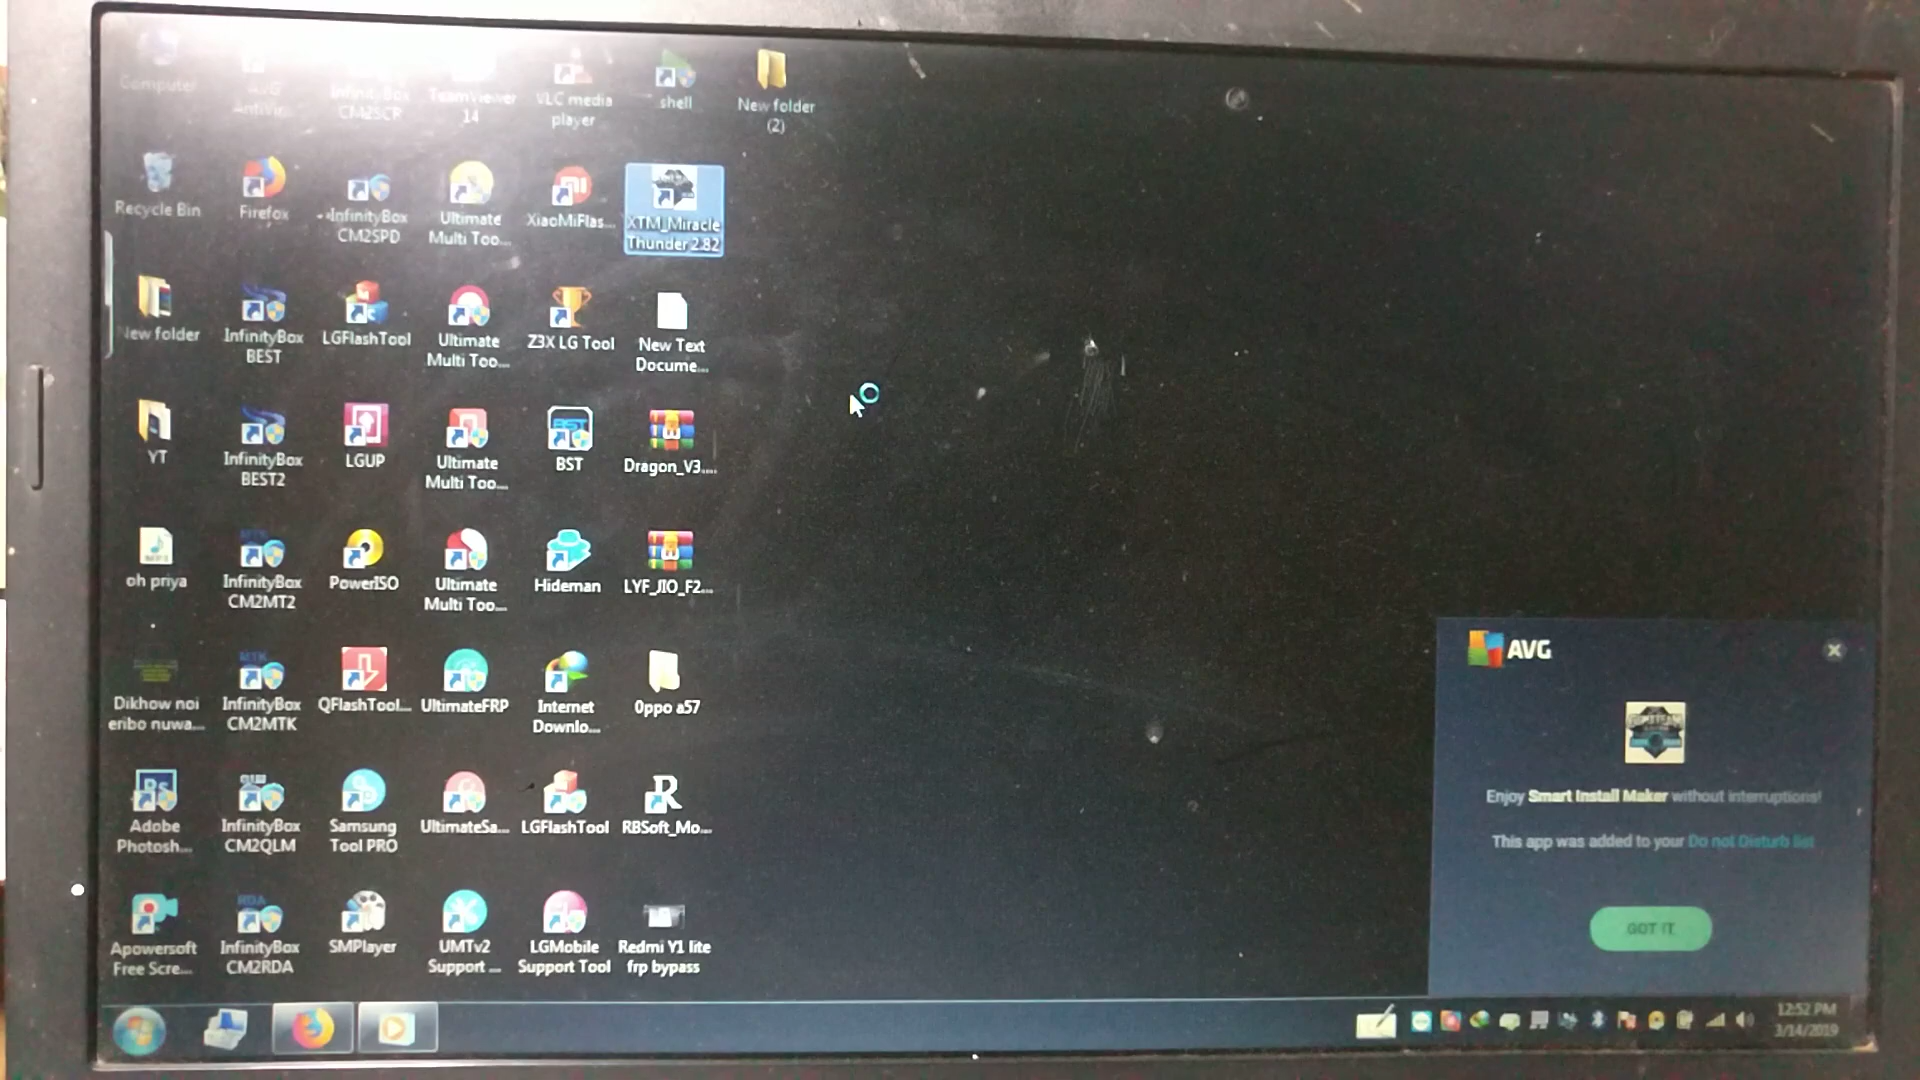 Computer
AVG
AntiVir...
InfinityBox
CM2SCR
TeamViewer
14
VLC media
player
shell
New folder
(2)
Recycle Bin
Firefox
InfinityBox
CM2SPD
Ultimate
Multi Too...
XiaoMiFlas...
XTM_Miracle
Thunder 2.82
New folder
InfinityBox
BEST
LGFlashTool
Ultimate
Multi Too...
Z3X LG Tool
New Text
Docume...
YT
InfinityBox
BEST2
LGUP
Ultimate
Multi Too...
BST
BST
Dragon_V3....
oh priya
InfinityBox
CM2MT2
PowerISO
Ultimate
Multi Too...
Hideman
LYF_JIO_F2...
Dikhow noi
eribo nuwa...
MTK
InfinityBox
CM2MTK
QFlashTool...
UltimateFRP
Internet
Downlo...
0ppo a57
Ps
Adobe
Photosh...
InfinityBox
CM2QLM
Samsung
Tool PRO
UltimateSa...
LGFlashTool
R
RBSoft_Mo...
Apowersoft
Free Scre...
RDA
InfinityBox
CM2RDA
SMPlayer
UMTv2
Support ...
LGMobile
Support Tool
Redmi Y1 lite
frp bypass
AVG
Enjoy Smart Install Maker without interruptions!
This app was added to your Do not Disturb list
GOT IT
12:52 PM
3/14/2019